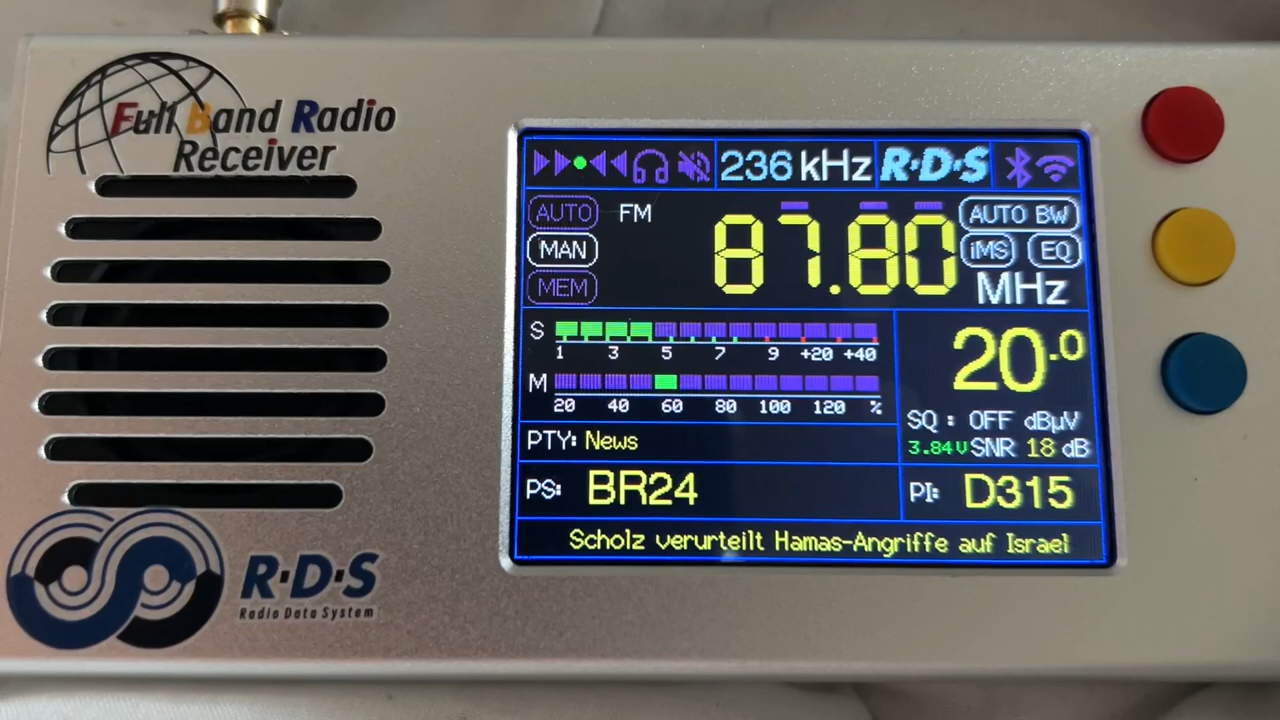 Full Band Radio
Receiver
236 kHz R·D·S
AUTO FM 87.80 AUTO BW
MAN iMS EQ
MEM MHz
S
1 3 5 7 9 +20 +40
20.0
M
20 40 60 80 100 120 %
SQ: OFF dBµV
PTY: News
3.84V SNR 18 dB
PS: BR24
PI: D315
Scholz verurteilt Hamas-Angriffe auf Israel
R·D·S
Radio Data System